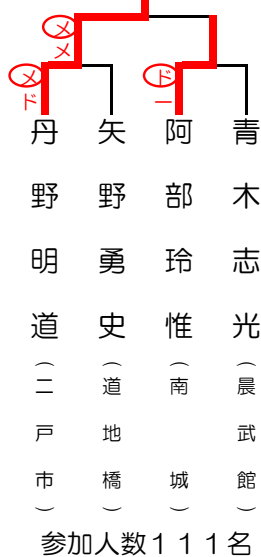 メ
メ
メ
ド
ド
一
丹野明道(二戸市)
矢野勇史(道地橋)
阿部玲惟(南城)
青木志光(晨武館)
参加人数111名